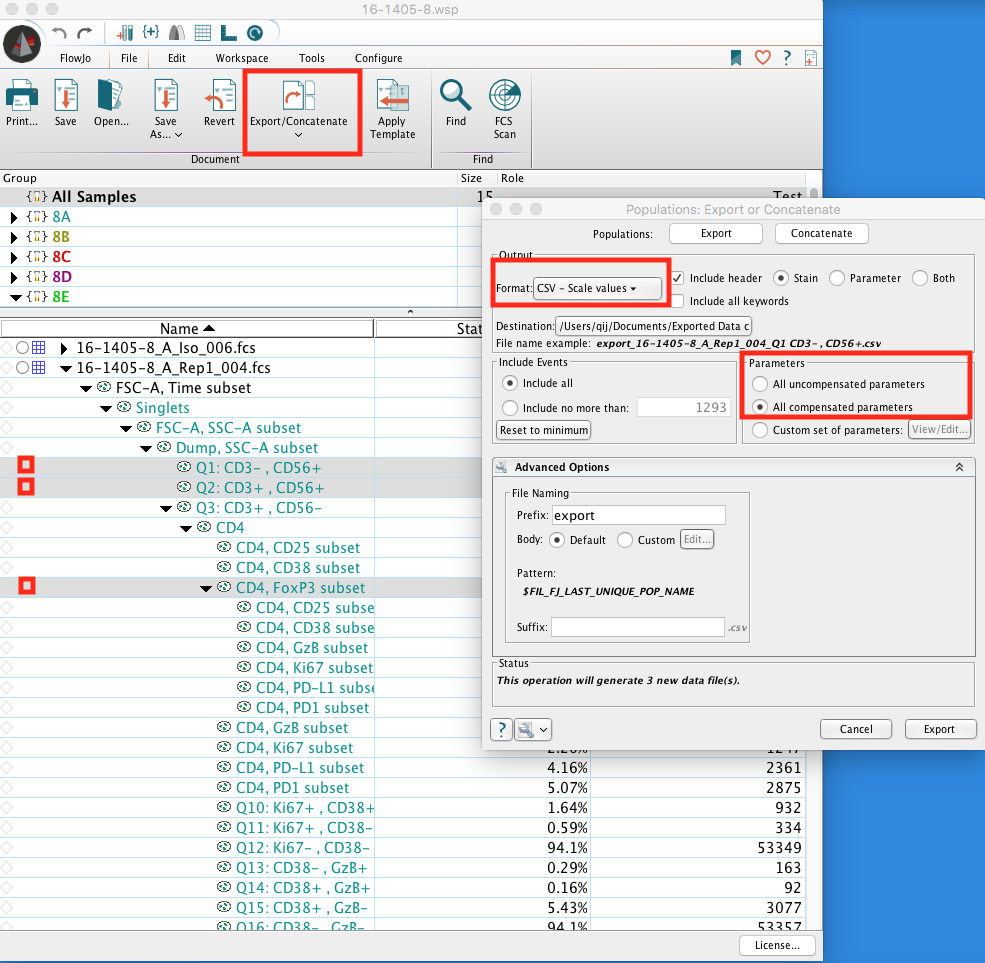 16-1405-8.wsp
FlowJo File Edit Workspace Tools Configure
Print... Save Open... Save As... Revert Export/Concatenate Apply Template Find FCS Scan
Document Find
Group Size Role
{T} All Samples 15 Test
{T} 8A
{T} 8B
{T} 8C
{T} 8D
{T} 8E
Name Stat
16-1405-8_A_Iso_006.fcs
16-1405-8_A_Rep1_004.fcs
FSC-A, Time subset
Singlets
FSC-A, SSC-A subset
Dump, SSC-A subset
Q1: CD3- , CD56+
Q2: CD3+ , CD56+
Q3: CD3+ , CD56-
CD4
CD4, CD25 subset
CD4, CD38 subset
CD4, FoxP3 subset
CD4, CD25 subse
CD4, CD38 subse
CD4, GzB subset
CD4, Ki67 subset
CD4, PD-L1 subse
CD4, PD1 subset
CD4, GzB subset
CD4, Ki67 subset 2.20% 1247
CD4, PD-L1 subset 4.16% 2361
CD4, PD1 subset 5.07% 2875
Q10: Ki67+ , CD38+ 1.64% 932
Q11: Ki67+ , CD38- 0.59% 334
Q12: Ki67- , CD38- 94.1% 53349
Q13: CD38- , GzB+ 0.29% 163
Q14: CD38+ , GzB+ 0.16% 92
Q15: CD38+ , GzB- 5.43% 3077
Q16: CD38- , GzB- 94.1% 53357
License...
Populations: Export or Concatenate
Populations: Export Concatenate
Output
Format: CSV - Scale values Include header Stain Parameter Both
Include all keywords
Destination: /Users/qij/Documents/Exported Data c
File name example: export_16-1405-8_A_Rep1_004_Q1 CD3- , CD56+.csv
Include Events
Include all
Include no more than: 1293
Reset to minimum
Parameters
All uncompensated parameters
All compensated parameters
Custom set of parameters: View/Edit...
Advanced Options
File Naming
Prefix: export
Body: Default Custom Edit...
Pattern:
$FIL_FJ_LAST_UNIQUE_POP_NAME
Suffix: .csv
Status
This operation will generate 3 new data file(s).
? Cancel Export